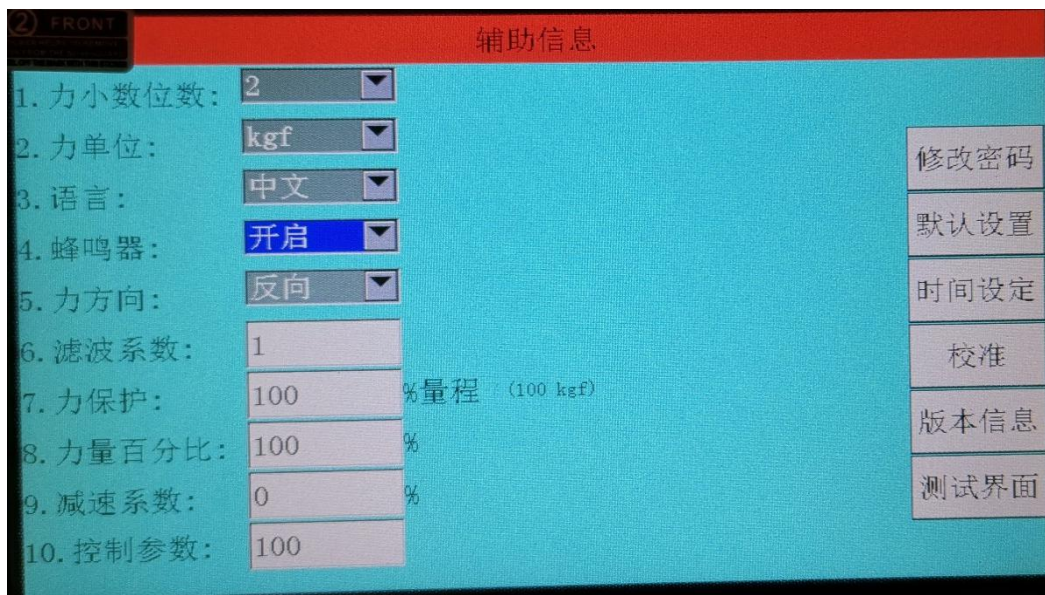 ② FRONT
辅助信息
1. 力小数位数: 2
2. 力单位: kgf
3. 语言: 中文
4. 蜂鸣器: 开启
5. 力方向: 反向
6. 滤波系数: 1
7. 力保护: 100 %量程 (100 kgf)
8. 力量百分比: 100 %
9. 减速系数: 0 %
10. 控制参数: 100
修改密码
默认设置
时间设定
校准
版本信息
测试界面